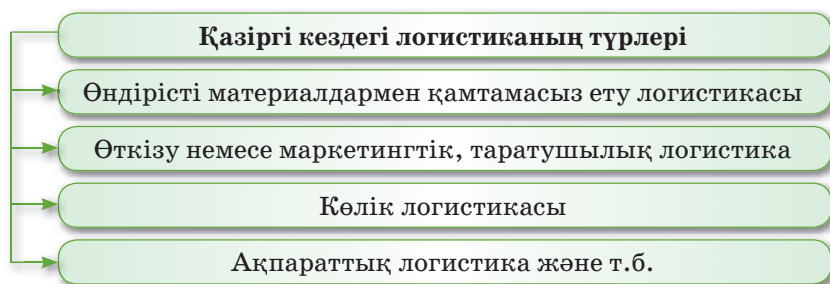 Қазіргі кездегі логистиканың түрлері
Өндірісті материалдармен қамтамасыз ету логистикасы
Өткізу немесе маркетингтік, таратушылық логистика
Көлік логистикасы
Ақпараттық логистика және т.б.